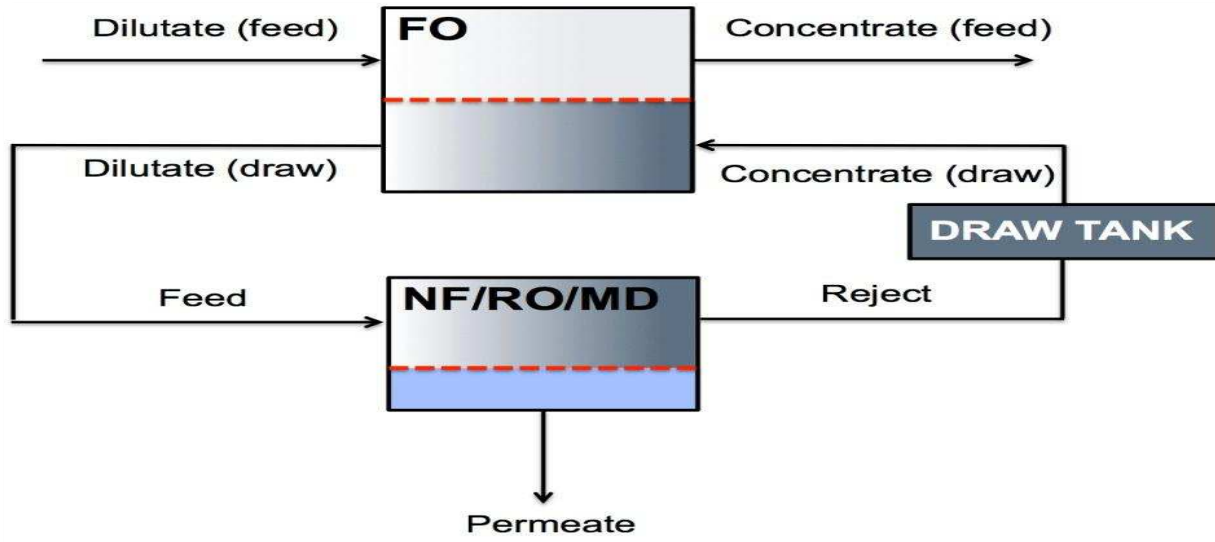 Dilutate (feed)
FO
Concentrate (feed)
Dilutate (draw)
Concentrate (draw)
DRAW TANK
Feed
NF/RO/MD
Reject
Permeate